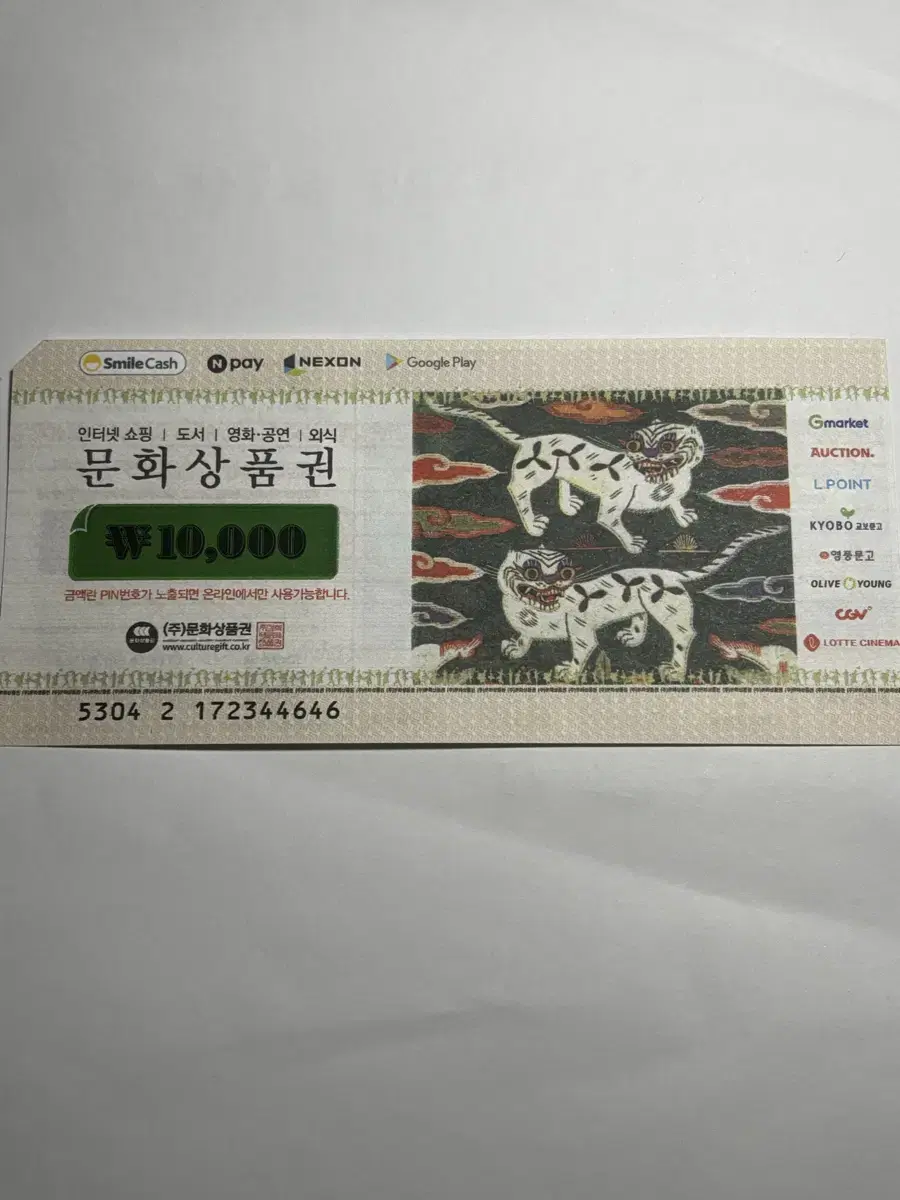 Smile Cash N pay NEXON Google Play
인터넷 쇼핑 | 도서 | 영화·공연 | 외식
문화상품권
₩10,000
금액란 PIN번호가 노출되면 온라인에서만 사용가능합니다.
(주)문화상품권
www.culturegift.co.kr
5304 2 172344646
Gmarket
AUCTION.
L.POINT
KYOBO 교보문고
영풍문고
OLIVE YOUNG
CGV
LOTTE CINEMA